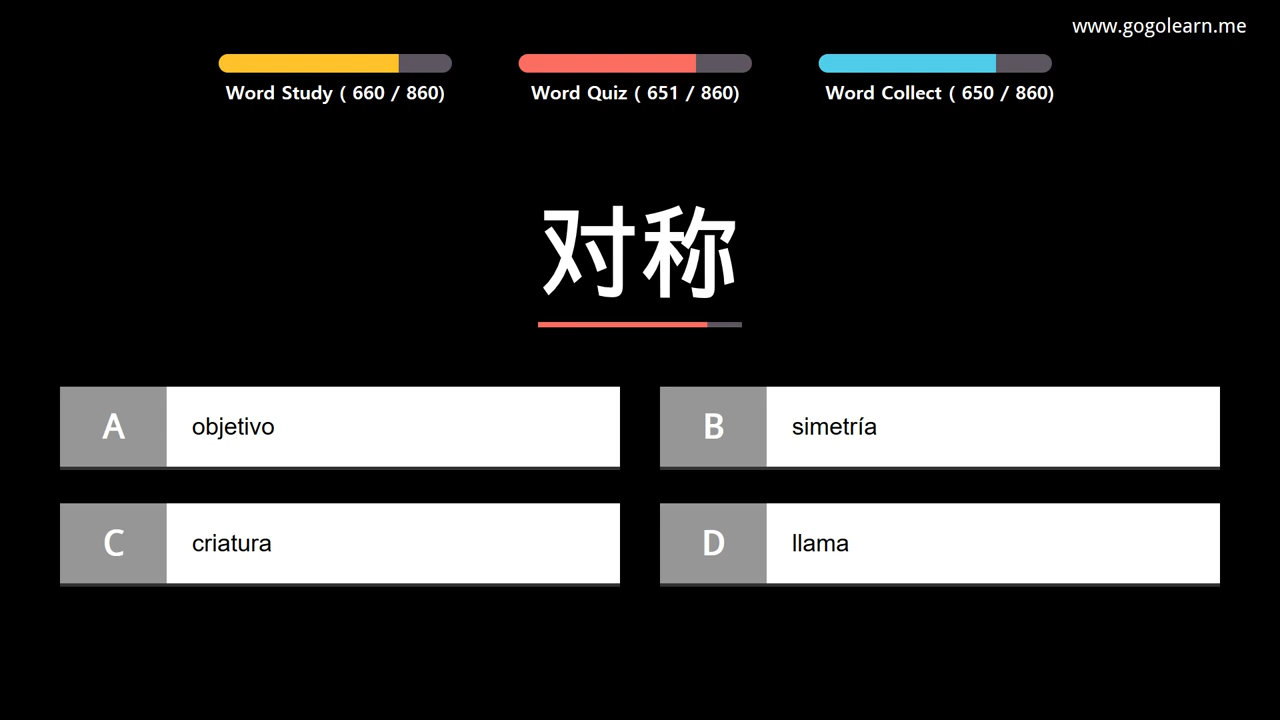 www.gogolearn.me
Word Study ( 660 / 860)
Word Quiz ( 651 / 860)
Word Collect ( 650 / 860)
对称
A objetivo
B simetría
C criatura
D llama